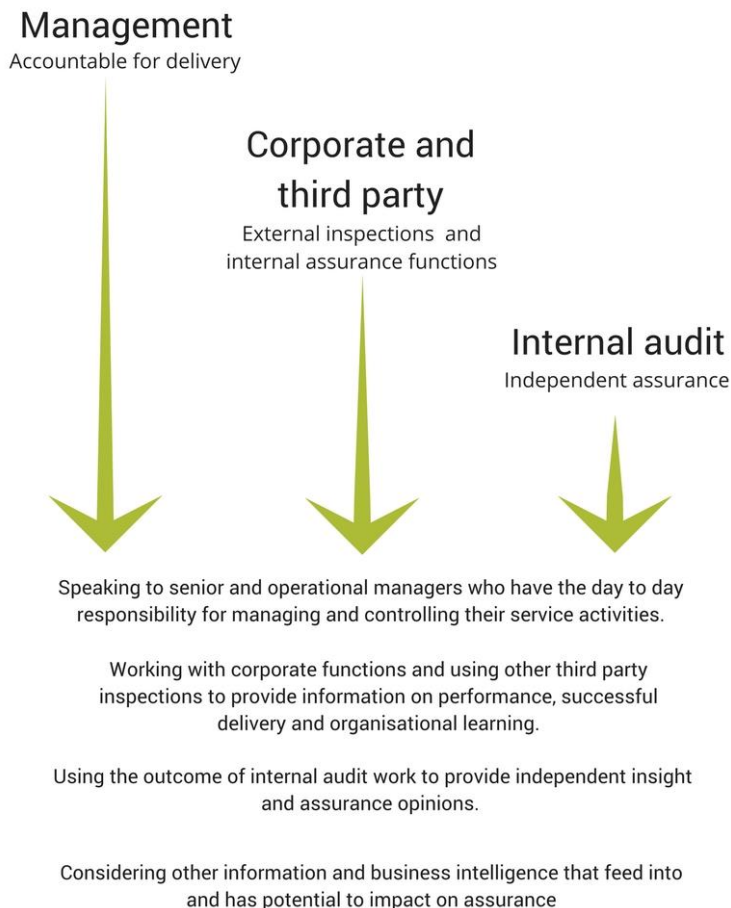 Management
Accountable for delivery
Corporate and
third party
External inspections and
internal assurance functions
Internal audit
Independent assurance
Speaking to senior and operational managers who have the day to day
responsibility for managing and controlling their service activities.
Working with corporate functions and using other third party
inspections to provide information on performance, successful
delivery and organisational learning.
Using the outcome of internal audit work to provide independent insight
and assurance opinions.
Considering other information and business intelligence that feed into
and has potential to impact on assurance